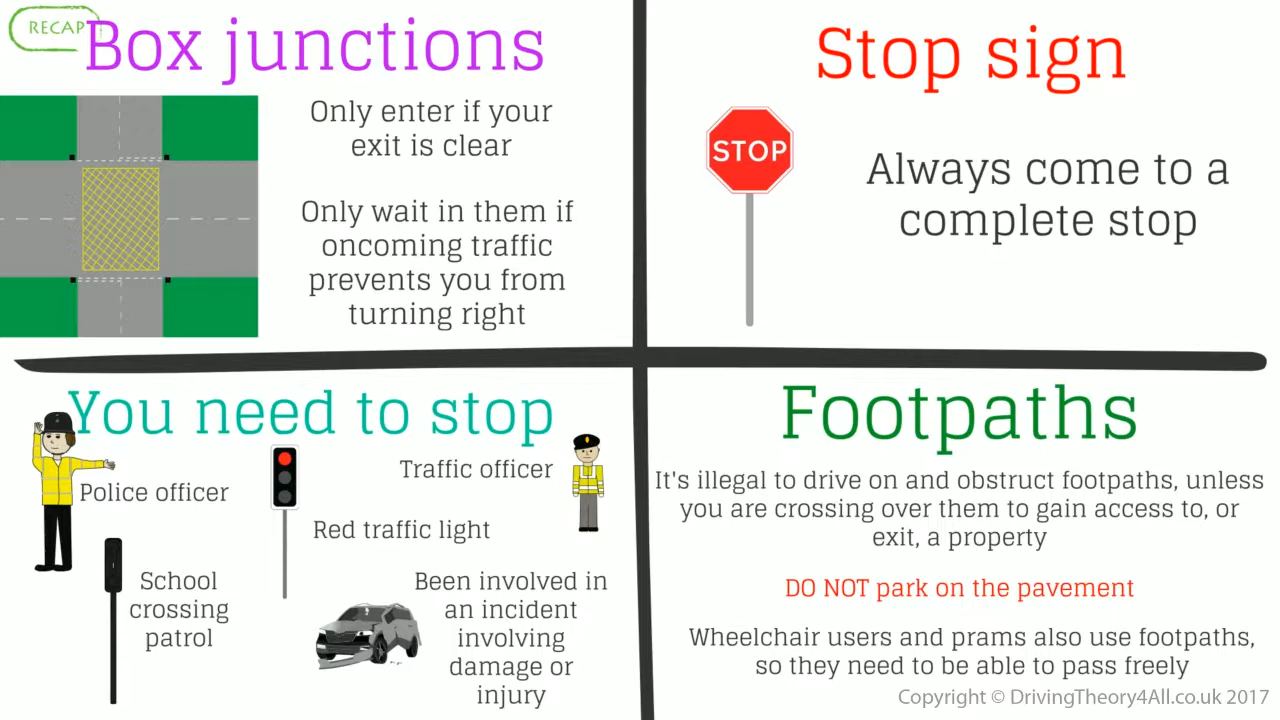 RECAP
Box junctions
Only enter if your
exit is clear
Only wait in them if
oncoming traffic
prevents you from
turning right
Stop sign
STOP
Always come to a
complete stop
You need to stop
Police officer
Traffic officer
Red traffic light
School
crossing
patrol
Been involved in
an incident
involving
damage or
injury
Footpaths
It's illegal to drive on and obstruct footpaths, unless
you are crossing over them to gain access to, or
exit, a property
DO NOT park on the pavement
Wheelchair users and prams also use footpaths,
so they need to be able to pass freely
Copyright © DrivingTheory4All.co.uk 2017